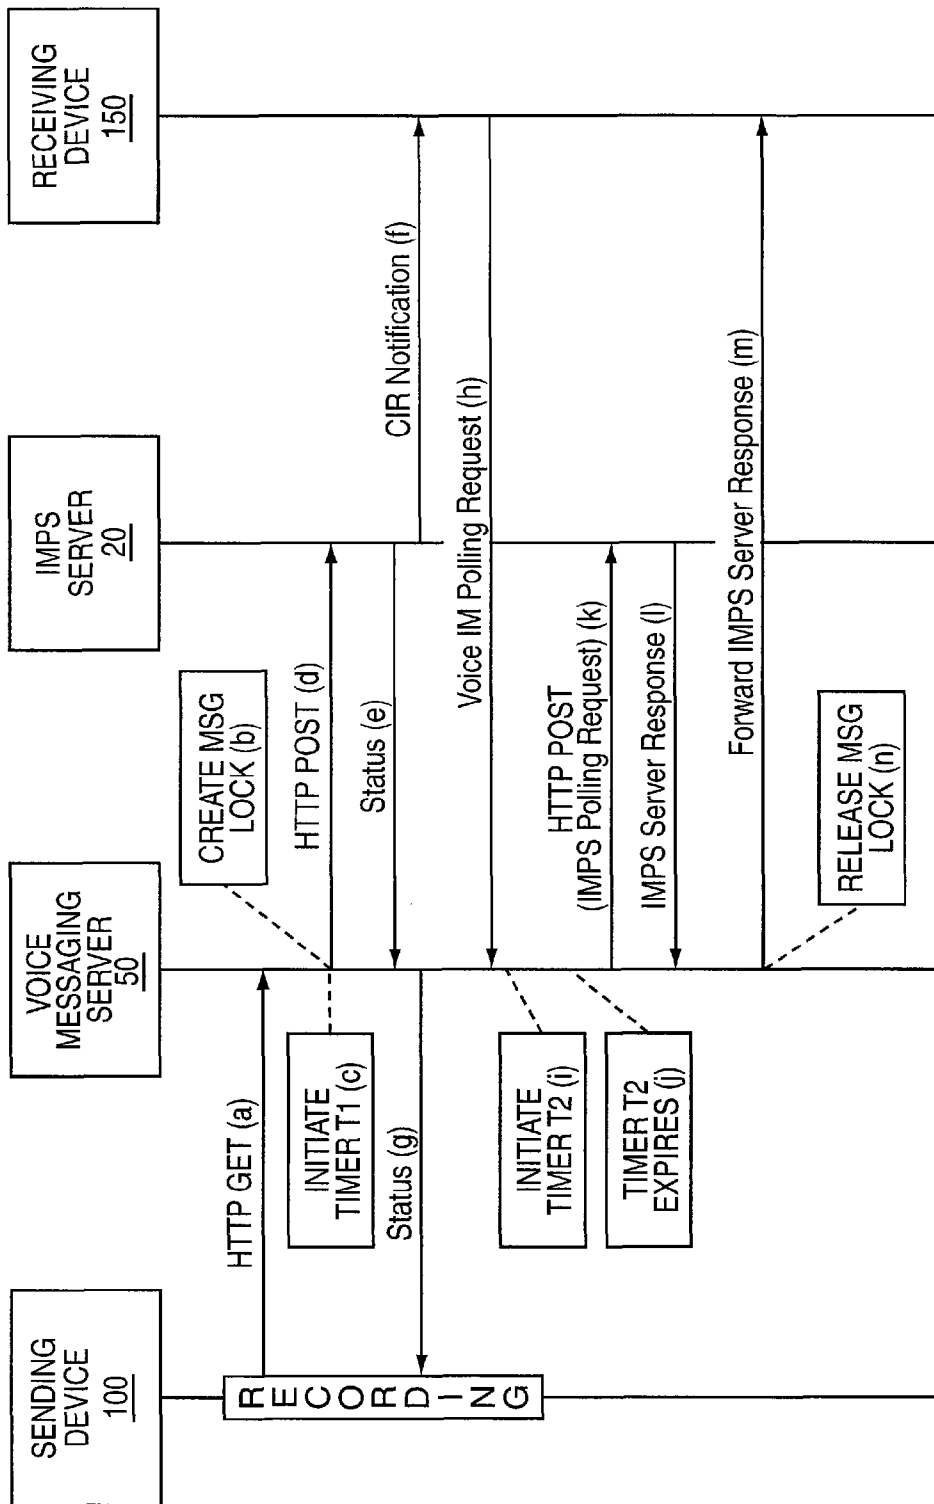 SENDING
DEVICE
100
VOICE
MESSAGING
SERVER
50
IMPS
SERVER
20
RECEIVING
DEVICE
150
RECORDING
HTTP GET (a)
CREATE MSG
LOCK (b)
INITIATE
TIMER T1 (c)
HTTP POST (d)
Status (e)
CIR Notification (f)
Status (g)
Voice IM Polling Request (h)
INITIATE
TIMER T2 (i)
TIMER T2
EXPIRES (j)
HTTP POST
(IMPS Polling Request) (k)
IMPS Server Response (l)
Forward IMPS Server Response (m)
RELEASE MSG
LOCK (n)